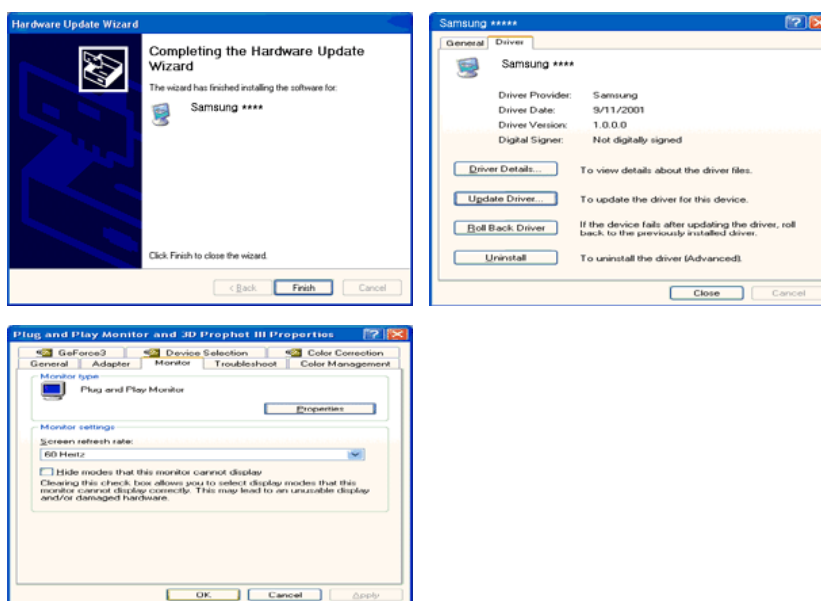 Hardware Update Wizard
Completing the Hardware Update
Wizard
The wizard has finished installing the software for:
Samsung ****
Click Finish to close the wizard.
< Back
Finish
Cancel
Samsung *****
General
Driver
Samsung ****
Driver Provider: Samsung
Driver Date: 9/11/2001
Driver Version: 1.0.0.0
Digital Signer: Not digitally signed
Driver Details... To view details about the driver files.
Update Driver... To update the driver for this device.
Roll Back Driver If the device fails after updating the driver, roll
back to the previously installed driver.
Uninstall To uninstall the driver (Advanced).
Close
Cancel
Plug and Play Monitor and 3D Prophet III Properties
GeForce3 Device Selection Color Correction
General Adapter Monitor Troubleshoot Color Management
Monitor type
Plug and Play Monitor
Properties
Monitor settings
Screen refresh rate:
60 Hertz
Hide modes that this monitor cannot display
Clearing this check box allows you to select display modes that this
monitor cannot display correctly. This may lead to an unusable display
and/or damaged hardware.
OK Cancel Apply